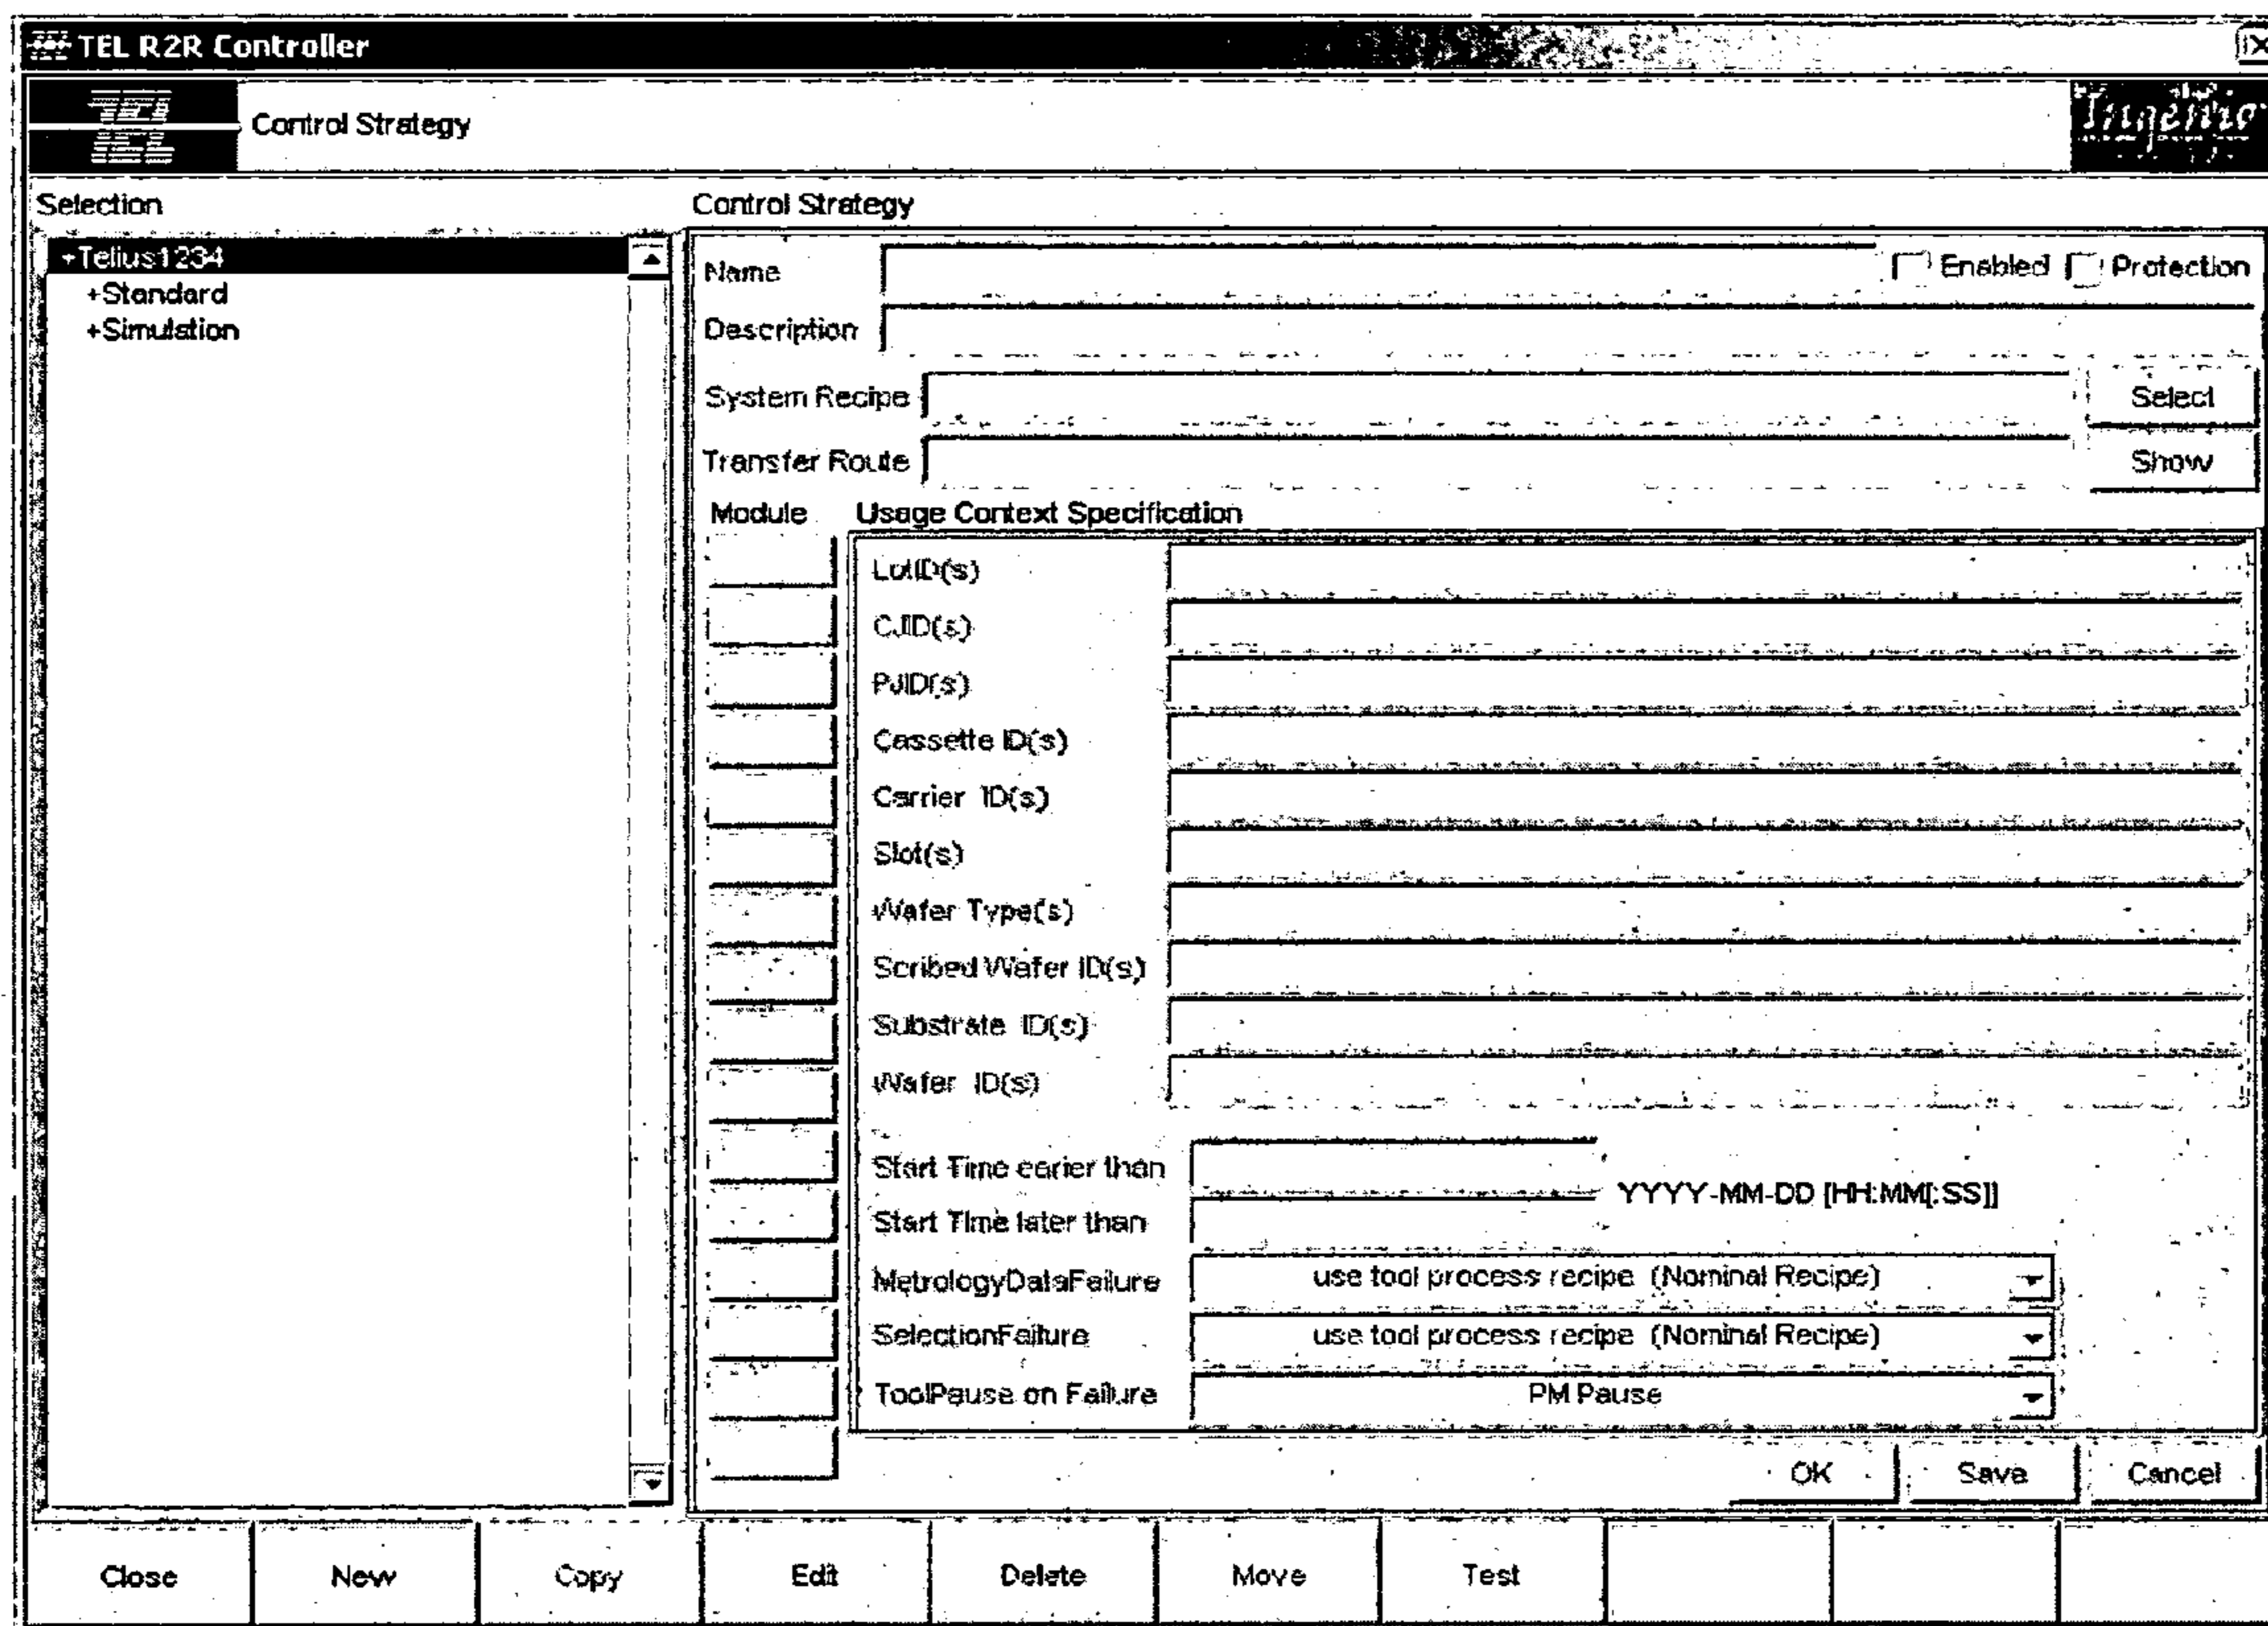 TEL R2R Controller
TEL
Control Strategy
Ingenio
Selection
+Telius1234
+Standard
+Simulation
Control Strategy
Name
Enabled
Protection
Description
System Recipe
Select
Transfer Route
Show
Module
Usage Context Specification
LotID(s)
CJID(s)
PJID(s)
Cassette ID(s)
Carrier ID(s)
Slot(s)
Wafer Type(s)
Scribed Wafer ID(s)
Substrate ID(s)
Wafer ID(s)
Start Time earier than
YYYY-MM-DD [HH:MM[:SS]]
Start Time later than
MetrologyDataFailure
use tool process recipe (Nominal Recipe)
SelectionFailure
use tool process recipe (Nominal Recipe)
ToolPause on Failure
PM Pause
OK
Save
Cancel
Close
New
Copy
Edit
Delete
Move
Test